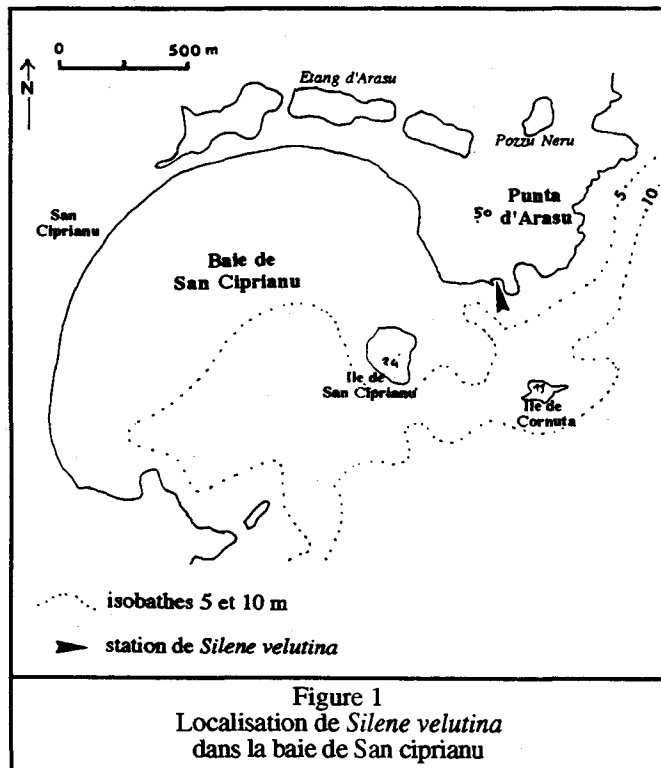 0 500 m
N
Etang d'Arasu
Pozzu Neru
5
10
San
Ciprianu
Punta
50 d'Arasu
Baie de
San Ciprianu
24
Ile de
San Ciprianu
11
Ile de
Cornuta
isobathes 5 et 10 m
station de Silene velutina
Figure 1
Localisation de Silene velutina
dans la baie de San ciprianu